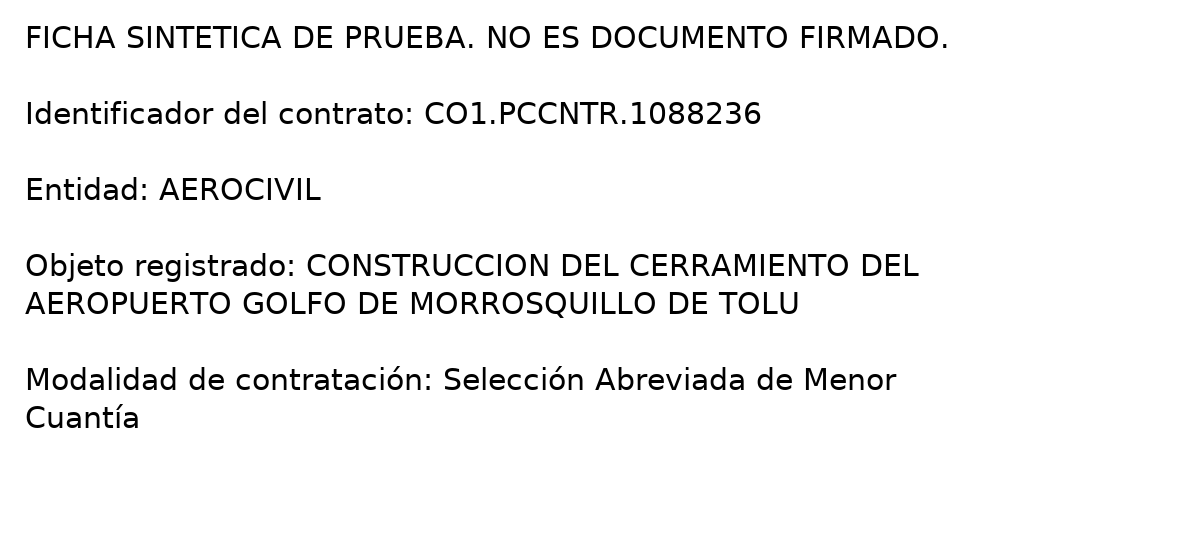 FICHA SINTETICA DE PRUEBA. NO ES DOCUMENTO FIRMADO.
Identificador del contrato: CO1.PCCNTR.1088236
Entidad: AEROCIVIL
Objeto registrado: CONSTRUCCION DEL CERRAMIENTO DEL
AEROPUERTO GOLFO DE MORROSQUILLO DE TOLU
Modalidad de contratación: Selección Abreviada de Menor
Cuantía